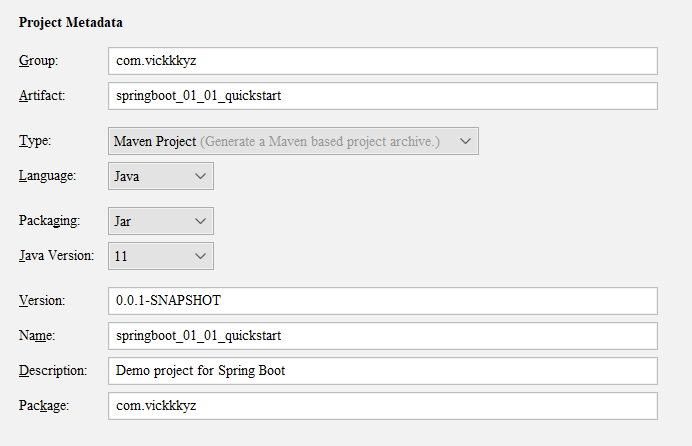 Project Metadata
Group: com.vickkkyz
Artifact: springboot_01_01_quickstart
Type: Maven Project (Generate a Maven based project archive.)
Language: Java
Packaging: Jar
Java Version: 11
Version: 0.0.1-SNAPSHOT
Name: springboot_01_01_quickstart
Description: Demo project for Spring Boot
Package: com.vickkkyz